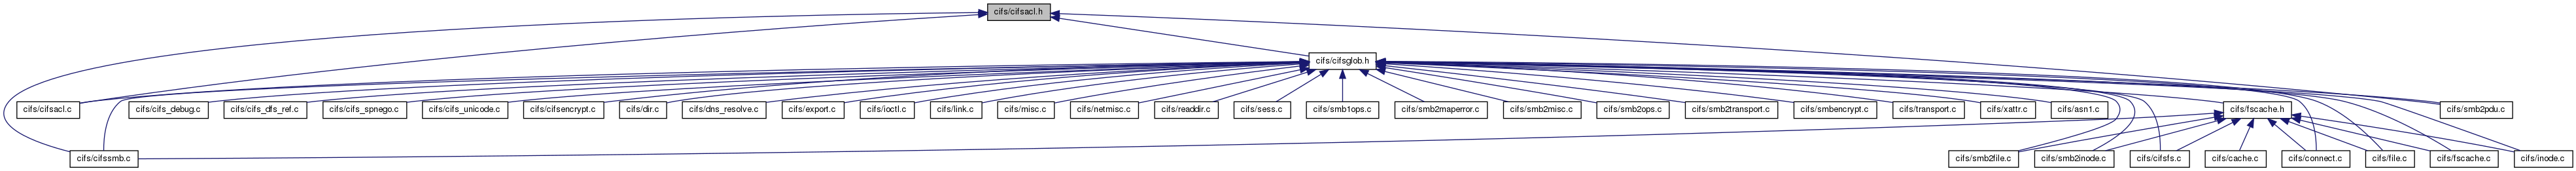 cifs/cifsacl.h
cifs/cifsglob.h
cifs/cifsacl.c
cifs/cifs_debug.c
cifs/cifs_dfs_ref.c
cifs/cifs_spnego.c
cifs/cifs_unicode.c
cifs/cifsencrypt.c
cifs/dir.c
cifs/dns_resolve.c
cifs/export.c
cifs/ioctl.c
cifs/link.c
cifs/misc.c
cifs/netmisc.c
cifs/readdir.c
cifs/sess.c
cifs/smb1ops.c
cifs/smb2maperror.c
cifs/smb2misc.c
cifs/smb2ops.c
cifs/smb2transport.c
cifs/smbencrypt.c
cifs/transport.c
cifs/xattr.c
cifs/asn1.c
cifs/fscache.h
cifs/smb2pdu.c
cifs/cifssmb.c
cifs/smb2file.c
cifs/smb2inode.c
cifs/cifsfs.c
cifs/cache.c
cifs/connect.c
cifs/file.c
cifs/fscache.c
cifs/inode.c